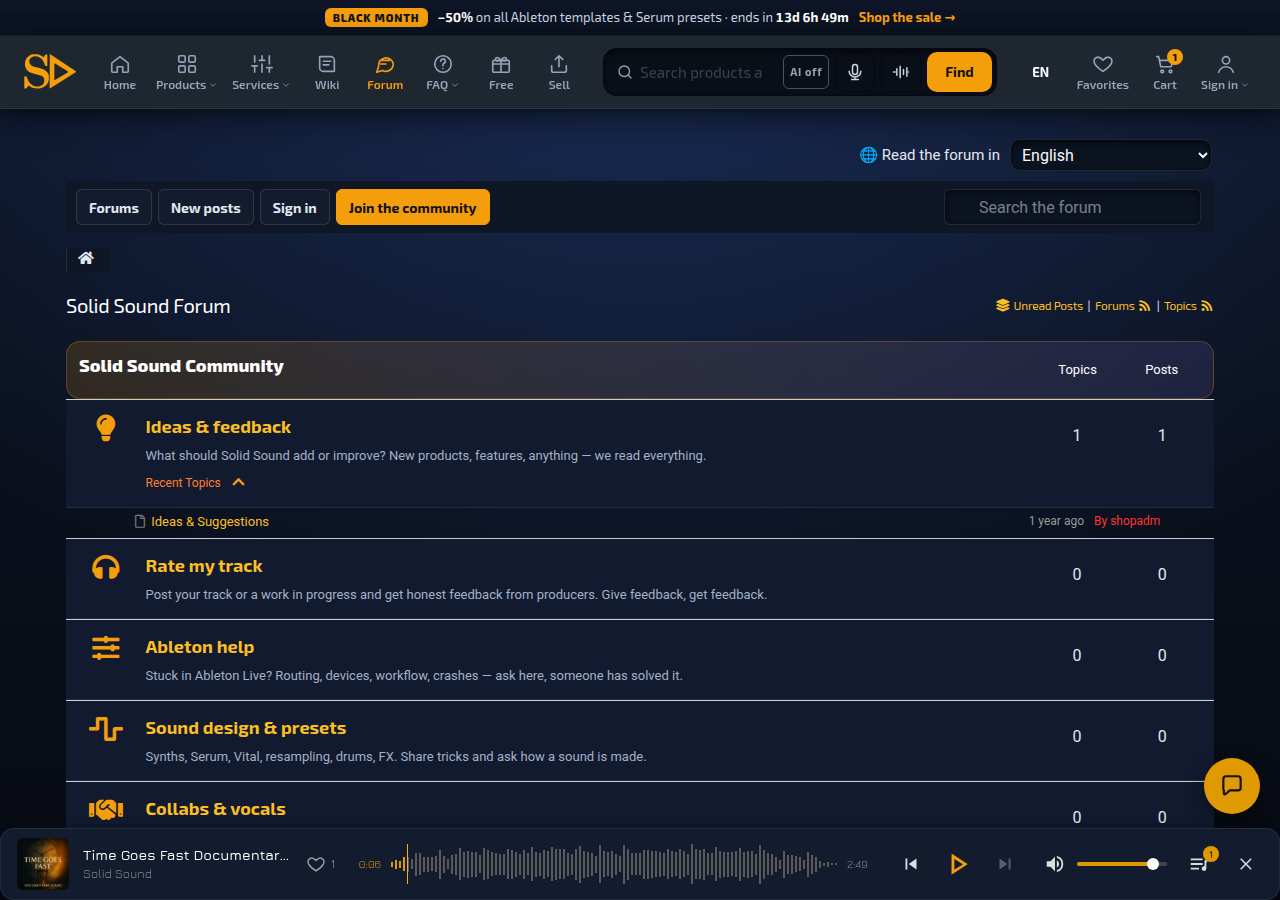 BLACK MONTH −50% on all Ableton templates & Serum presets · ends in 13d 6h 49m Shop the sale →
Home Products Services Wiki Forum FAQ Free Sell Search products a AI off Find EN Favorites 1 Cart Sign in
Read the forum in English
Forums New posts Sign in Join the community Search the forum
Solid Sound Forum Unread Posts | Forums | Topics
Solid Sound Community Topics Posts
Ideas & feedback 1 1
What should Solid Sound add or improve? New products, features, anything — we read everything.
Recent Topics
Ideas & Suggestions 1 year ago By shopadm
Rate my track 0 0
Post your track or a work in progress and get honest feedback from producers. Give feedback, get feedback.
Ableton help 0 0
Stuck in Ableton Live? Routing, devices, workflow, crashes — ask here, someone has solved it.
Sound design & presets 0 0
Synths, Serum, Vital, resampling, drums, FX. Share tricks and ask how a sound is made.
Collabs & vocals 0 0
TIME GOES FAST
Time Goes Fast Documentar...
Solid Sound
1 0:06 2:49 1